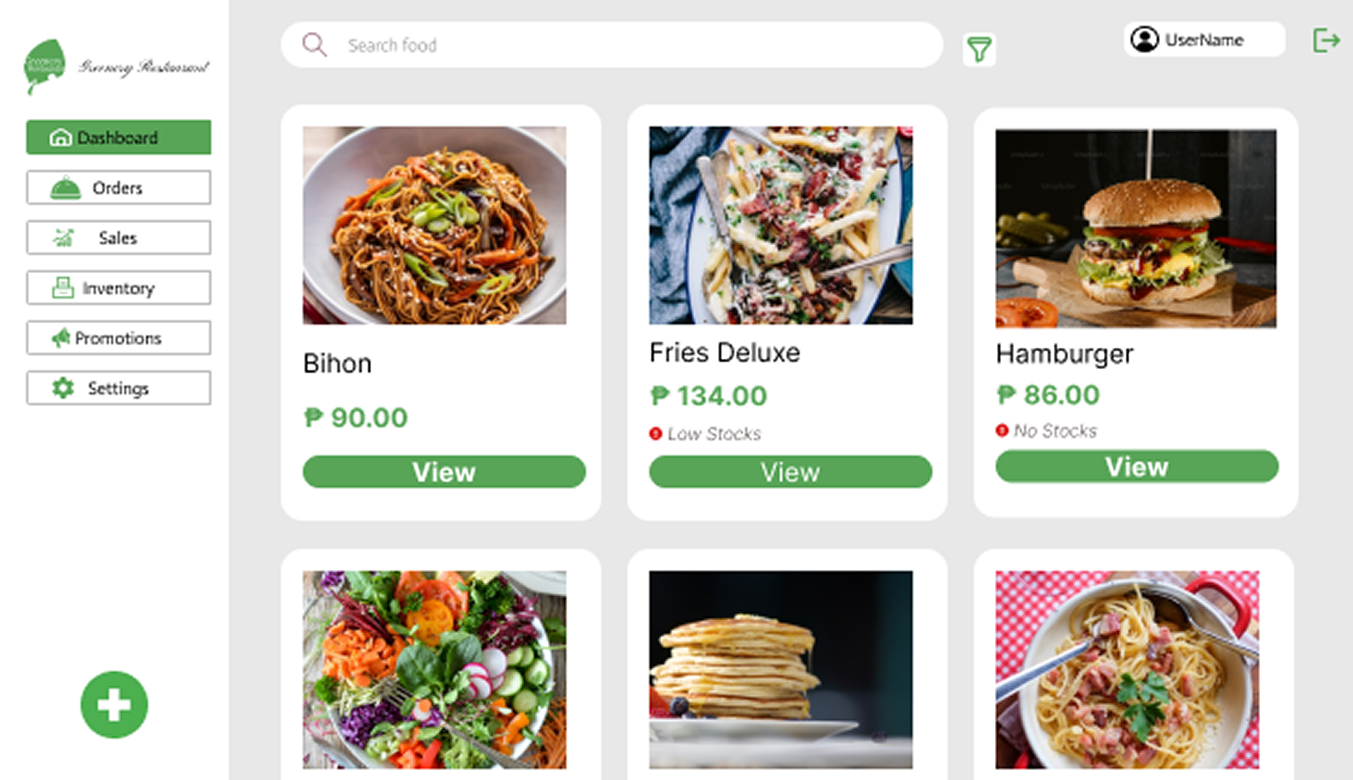 Greenery Restaurant
Search food
UserName
Dashboard
Orders
Sales
Inventory
Promotions
Settings
Bihon
₱ 90.00
View
Fries Deluxe
₱ 134.00
Low Stocks
View
Hamburger
₱ 86.00
No Stocks
View